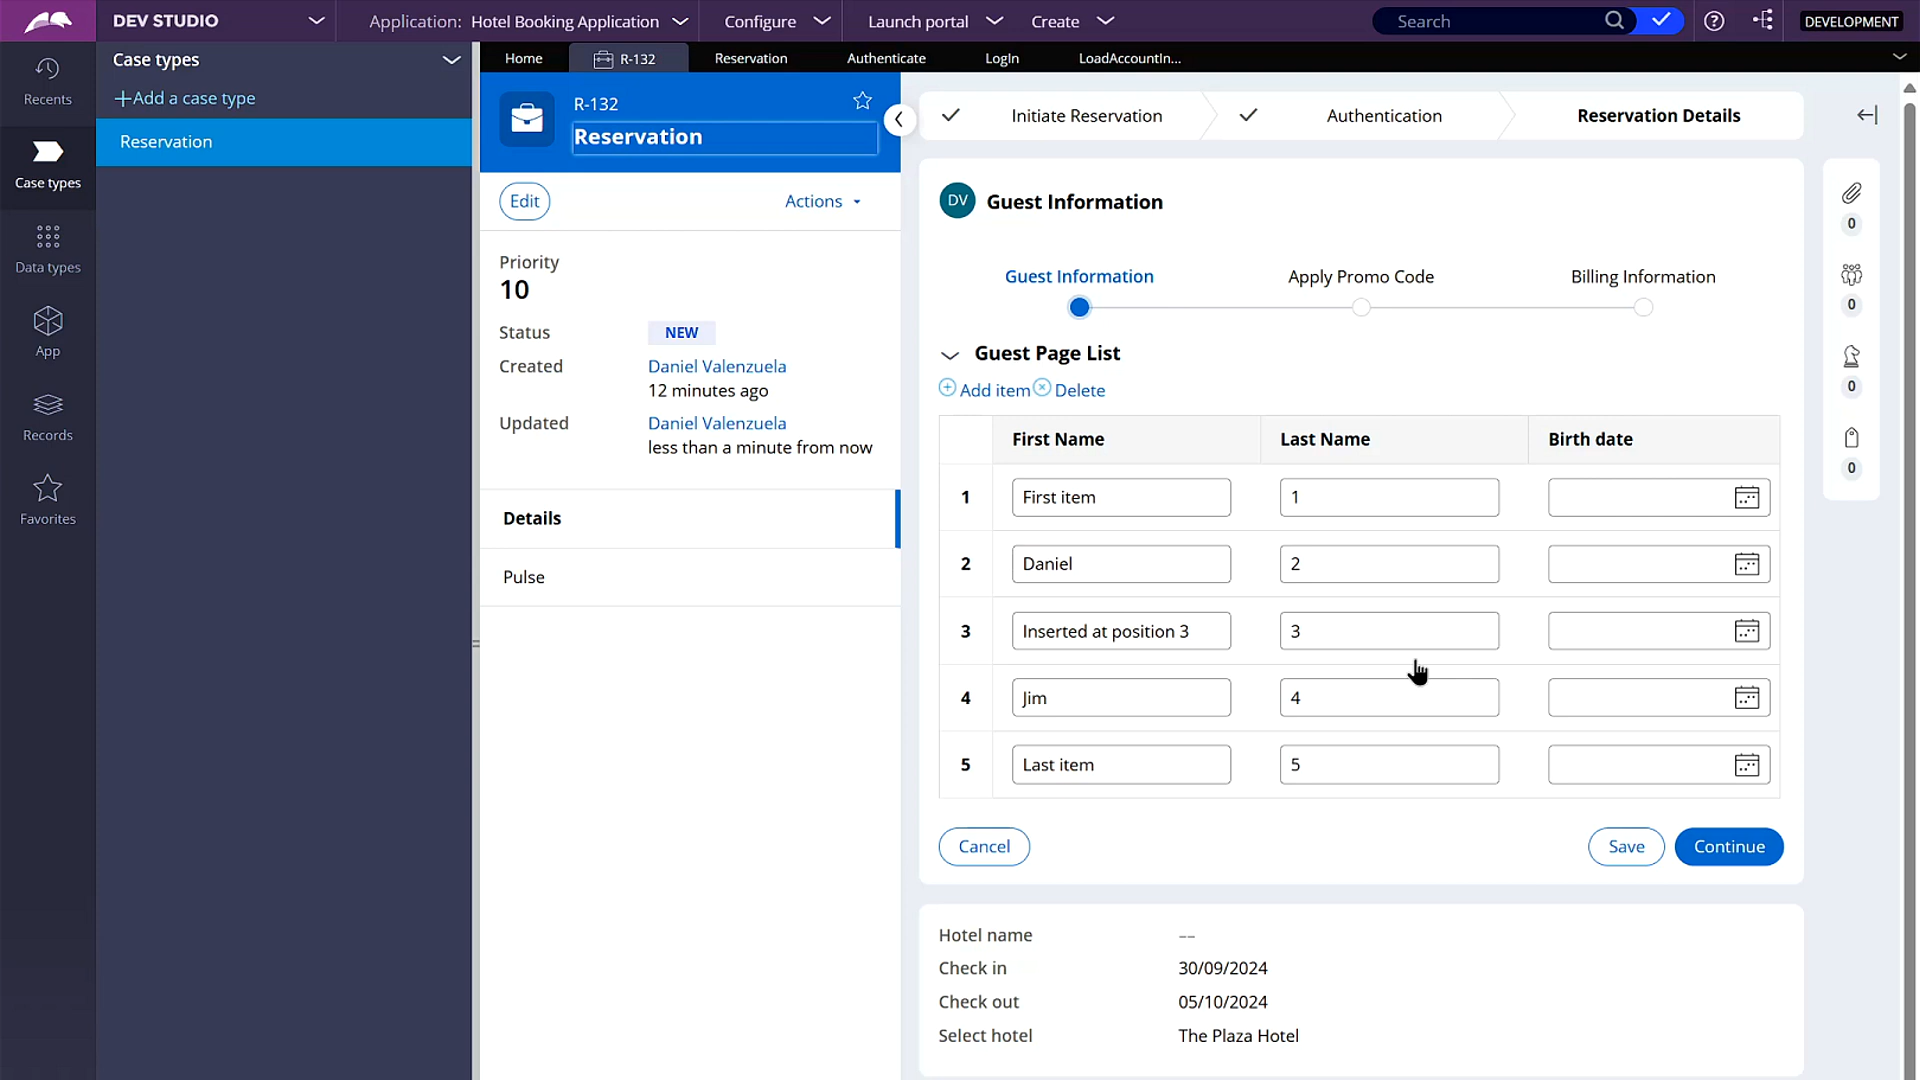 DEV STUDIO
Application: Hotel Booking Application
Configure
Launch portal
Create
Search
DEVELOPMENT
Recents
Case types
Data types
App
Records
Favorites
Case types
Add a case type
Reservation
Home
R-132
Reservation
Authenticate
LogIn
LoadAccountIn...
R-132
Reservation
Edit
Actions
Priority
10
Status NEW
Created Daniel Valenzuela
12 minutes ago
Updated Daniel Valenzuela
less than a minute from now
Details
Pulse
Initiate Reservation
Authentication
Reservation Details
DV Guest Information
Guest Information
Apply Promo Code
Billing Information
Guest Page List
Add item Delete
First Name Last Name Birth date
1 First item 1
2 Daniel 2
3 Inserted at position 3 3
4 Jim 4
5 Last item 5
Cancel
Save
Continue
Hotel name ––
Check in 30/09/2024
Check out 05/10/2024
Select hotel The Plaza Hotel
0
0
0
0